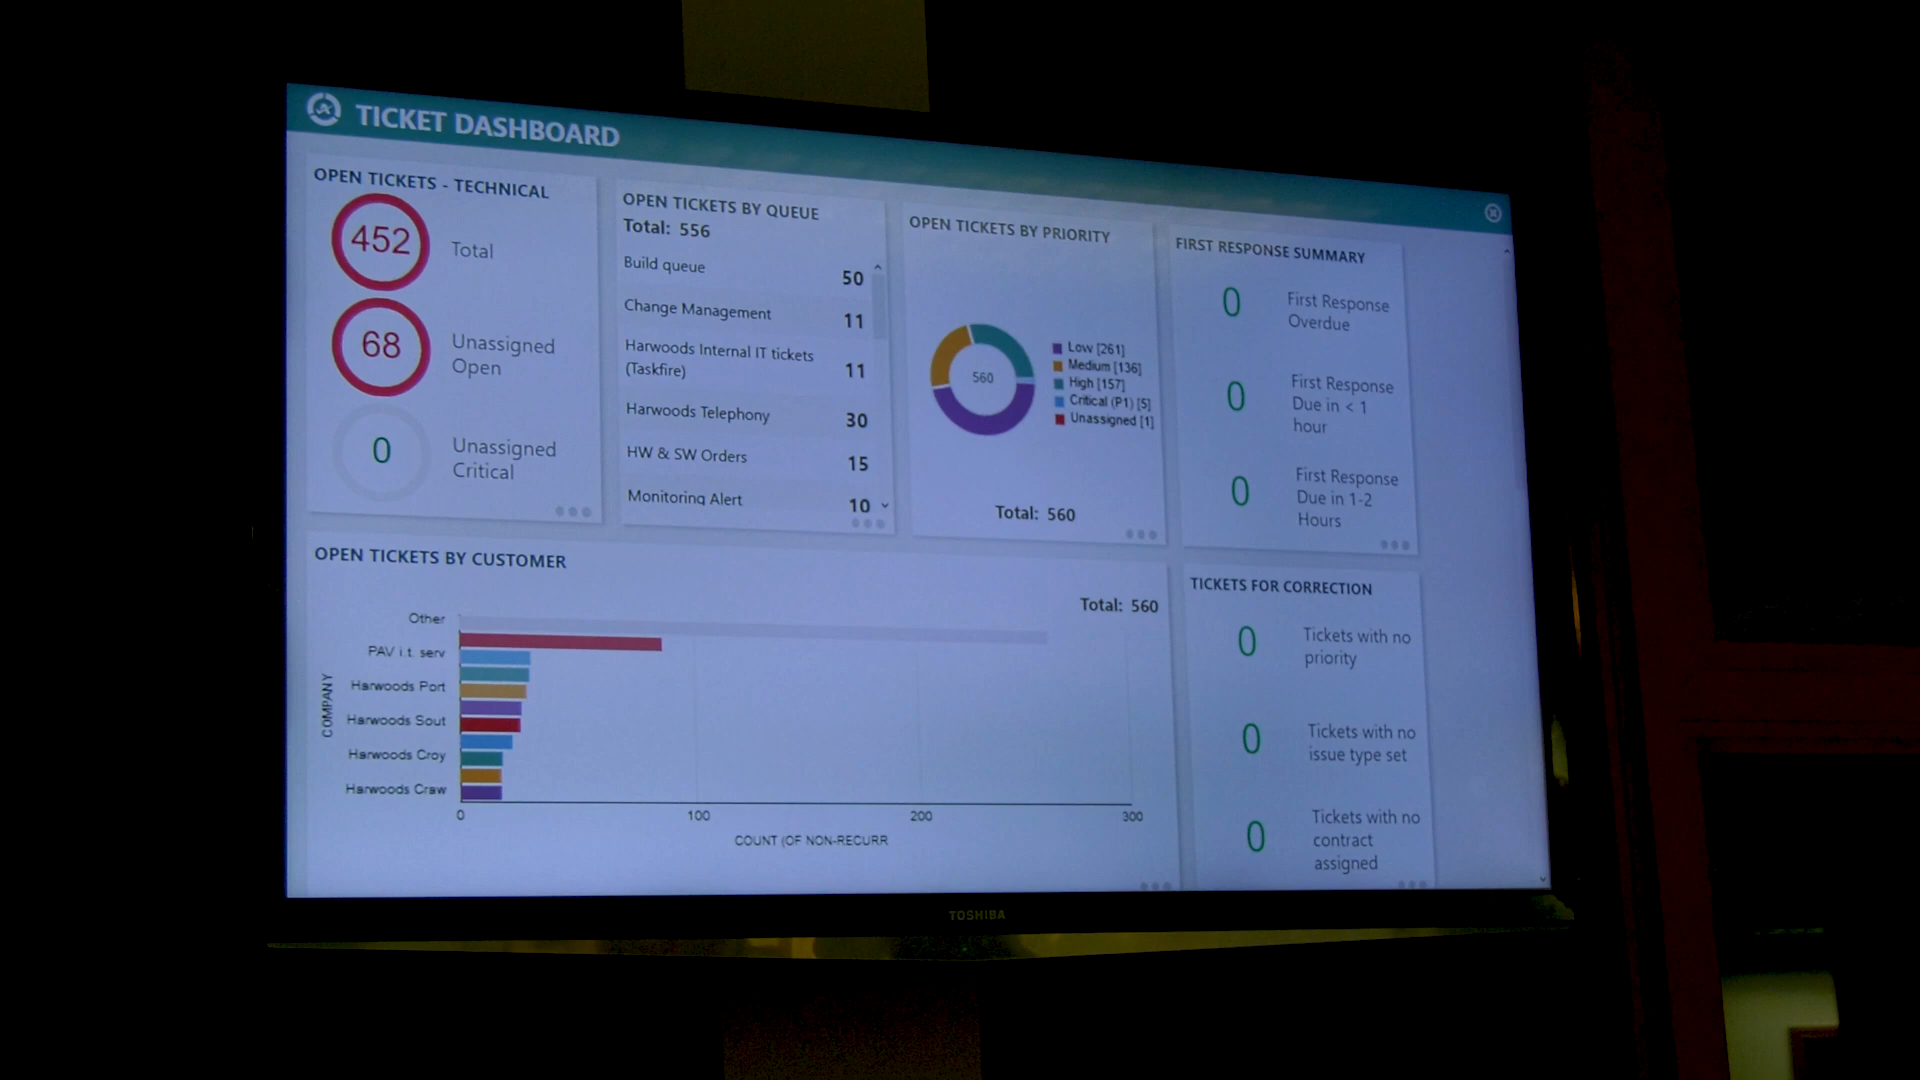 TICKET DASHBOARD
OPEN TICKETS - TECHNICAL
452
Total
68
Unassigned
Open
0
Unassigned
Critical
OPEN TICKETS BY QUEUE
Total: 556
Build queue 50
Change Management 11
Harwoods Internal IT tickets
(Taskfire) 11
Harwoods Telephony 30
HW & SW Orders 15
Monitoring Alert 10
OPEN TICKETS BY PRIORITY
560
Low [261]
Medium [136]
High [157]
Critical (P1) [5]
Unassigned [1]
Total: 560
FIRST RESPONSE SUMMARY
0
First Response
Overdue
0
First Response
Due in < 1
hour
0
First Response
Due in 1-2
Hours
OPEN TICKETS BY CUSTOMER
Total: 560
COMPANY
Other
PAV i.t. serv
Harwoods Port
Harwoods Sout
Harwoods Croy
Harwoods Craw
0 100 200 300
COUNT (OF NON-RECURR
TICKETS FOR CORRECTION
0
Tickets with no
priority
0
Tickets with no
issue type set
0
Tickets with no
contract
assigned
TOSHIBA